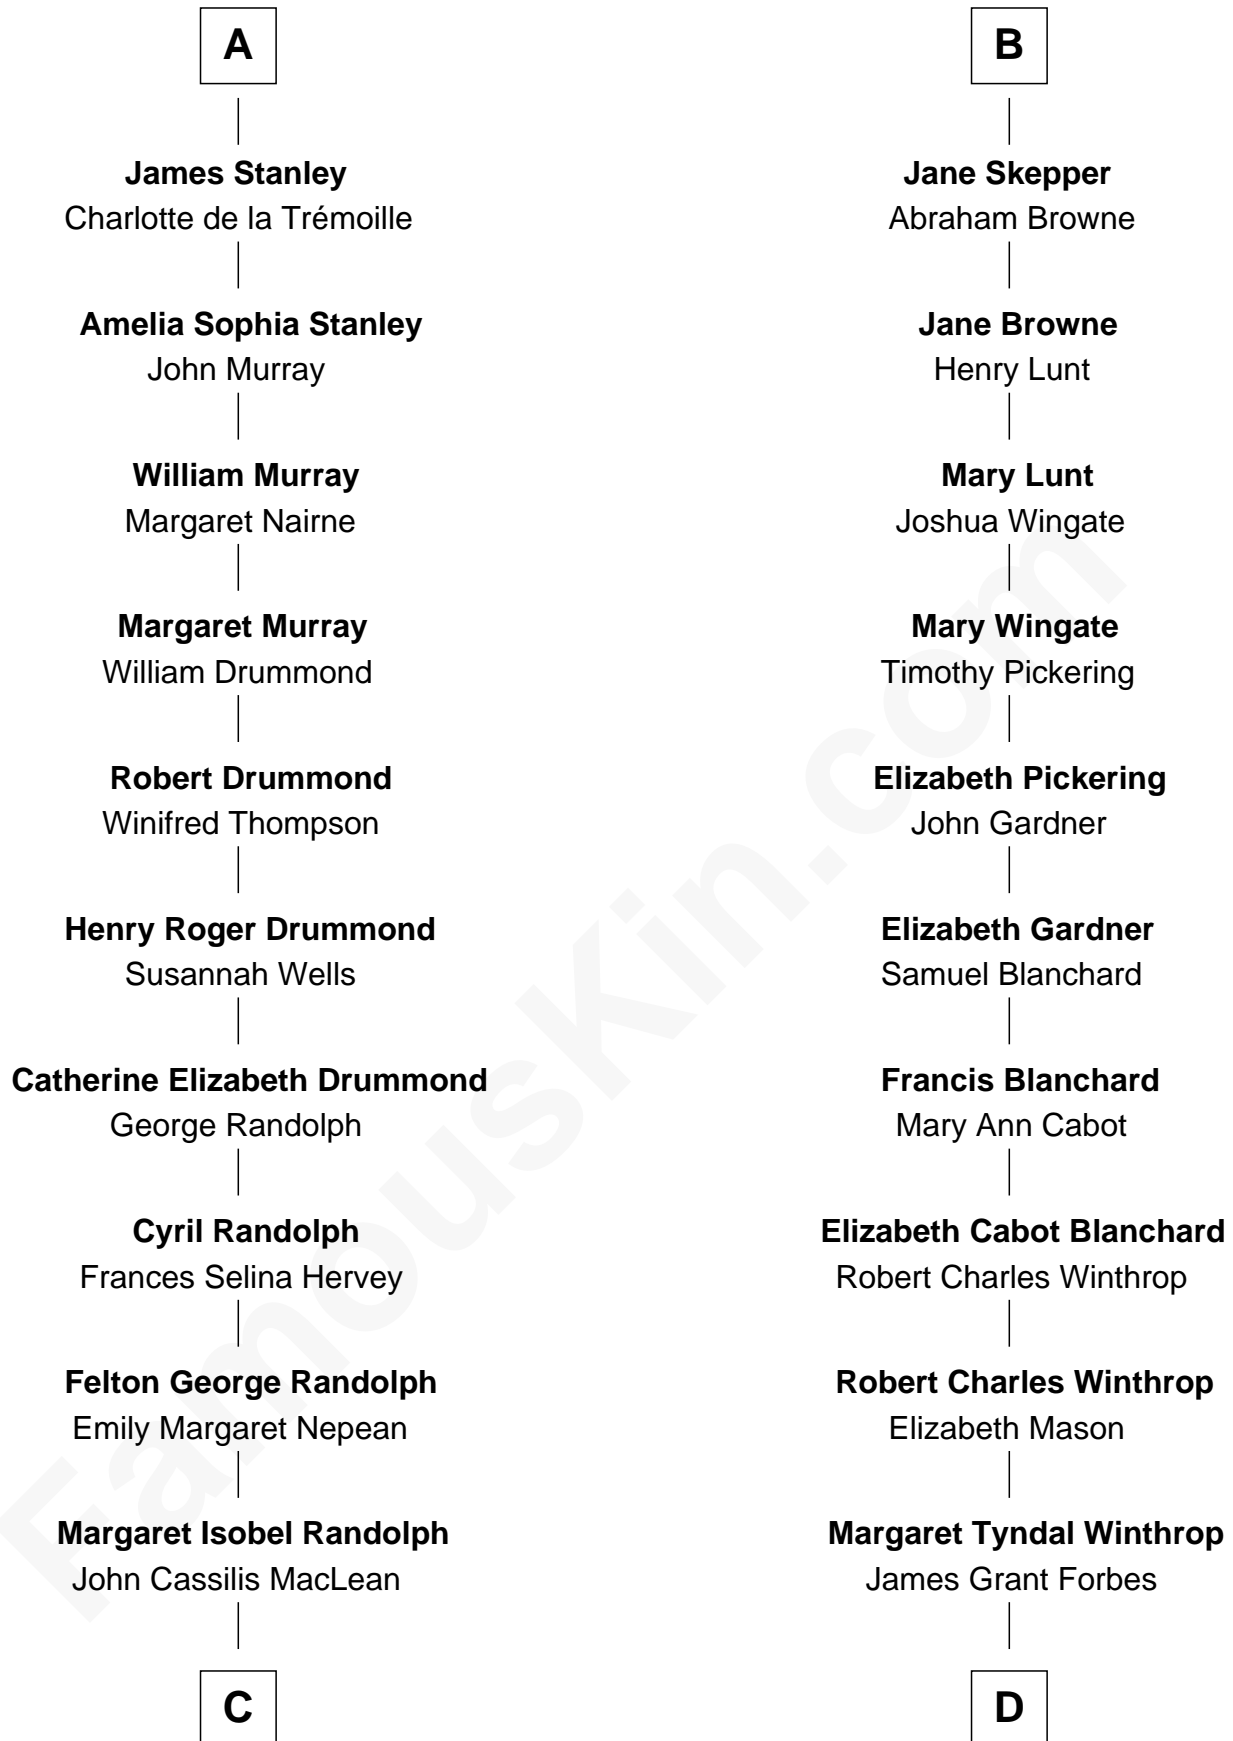 A
James Stanley
Charlotte de la Trémoille
Amelia Sophia Stanley
John Murray
William Murray
Margaret Nairne
Margaret Murray
William Drummond
Robert Drummond
Winifred Thompson
Henry Roger Drummond
Susannah Wells
Catherine Elizabeth Drummond
George Randolph
Cyril Randolph
Frances Selina Hervey
Felton George Randolph
Emily Margaret Nepean
Margaret Isobel Randolph
John Cassilis MacLean
C
B
Jane Skepper
Abraham Browne
Jane Browne
Henry Lunt
Mary Lunt
Joshua Wingate
Mary Wingate
Timothy Pickering
Elizabeth Pickering
John Gardner
Elizabeth Gardner
Samuel Blanchard
Francis Blanchard
Mary Ann Cabot
Elizabeth Cabot Blanchard
Robert Charles Winthrop
Robert Charles Winthrop
Elizabeth Mason
Margaret Tyndal Winthrop
James Grant Forbes
D
FamousKin.com